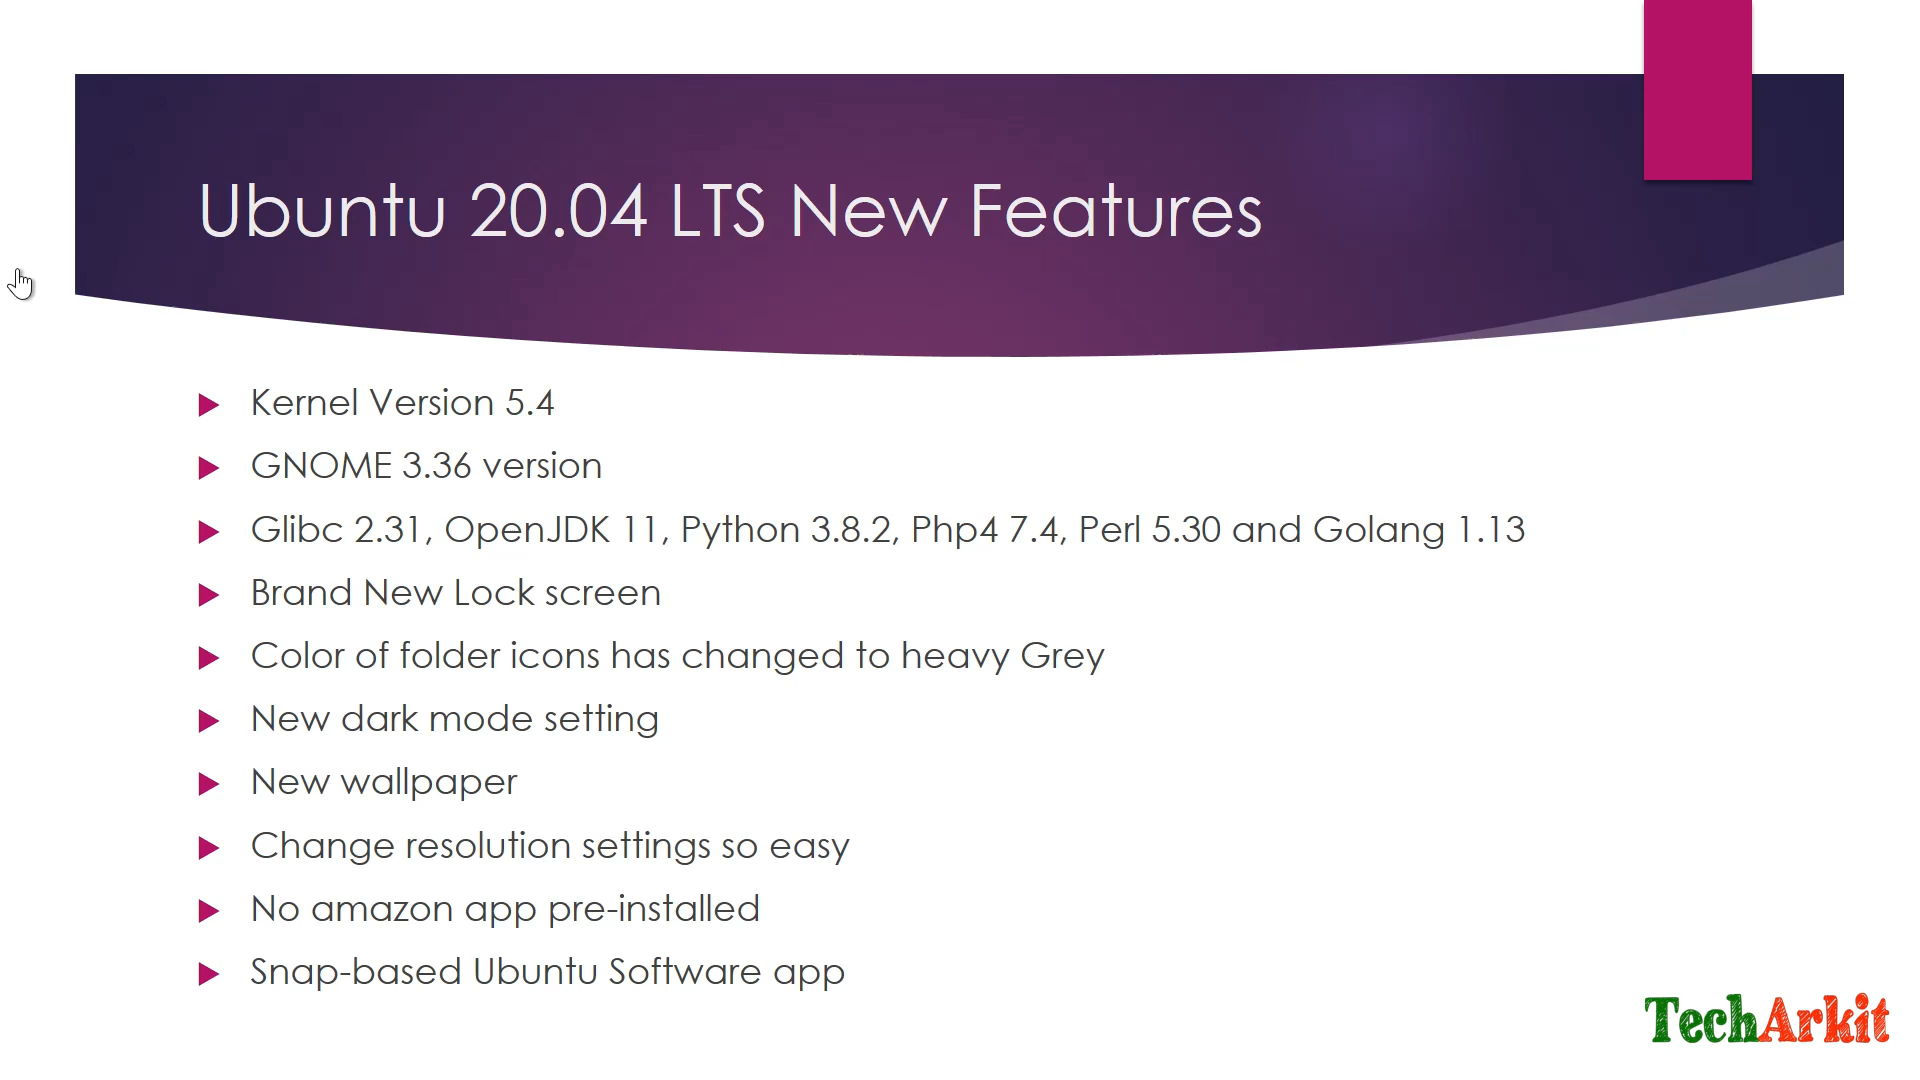 Ubuntu 20.04 LTS New Features
Kernel Version 5.4
GNOME 3.36 version
Glibc 2.31, OpenJDK 11, Python 3.8.2, Php4 7.4, Perl 5.30 and Golang 1.13
Brand New Lock screen
Color of folder icons has changed to heavy Grey
New dark mode setting
New wallpaper
Change resolution settings so easy
No amazon app pre-installed
Snap-based Ubuntu Software app
TechArkit